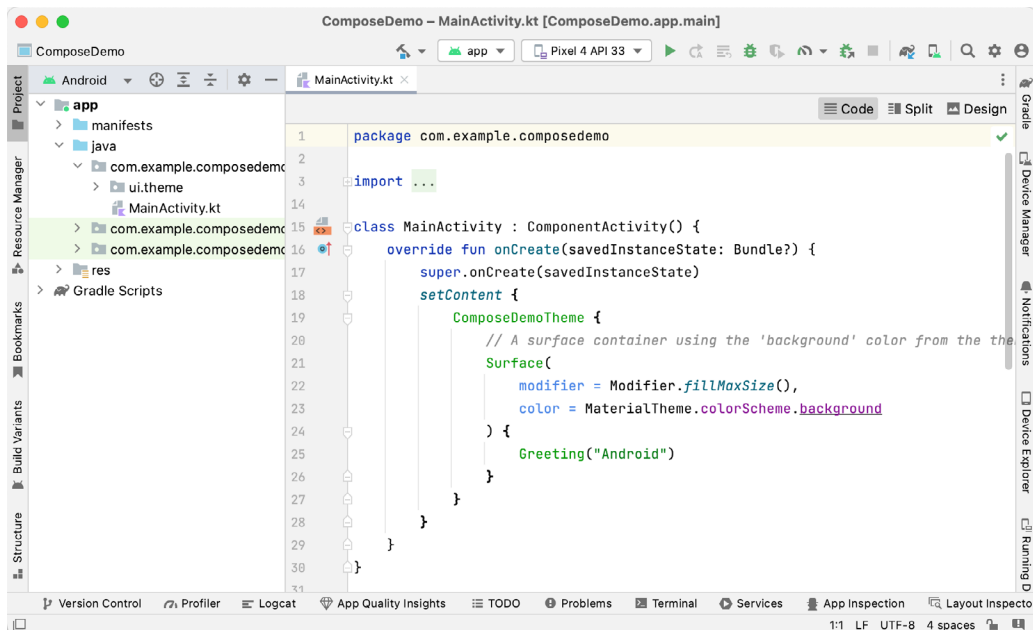 ComposeDemo – MainActivity.kt [ComposeDemo.app.main]
ComposeDemo
app
Pixel 4 API 33
Project
Android
MainActivity.kt
Code
Split
Design
app
manifests
java
com.example.composedemo
ui.theme
MainActivity.kt
com.example.composedemo
com.example.composedemo
res
Gradle Scripts
Resource Manager
Bookmarks
Build Variants
Structure
1 package com.example.composedemo
2
3 import ...
14
15 class MainActivity : ComponentActivity() {
16 override fun onCreate(savedInstanceState: Bundle?) {
17 super.onCreate(savedInstanceState)
18 setContent {
19 ComposeDemoTheme {
20 // A surface container using the 'background' color from the the
21 Surface(
22 modifier = Modifier.fillMaxSize(),
23 color = MaterialTheme.colorScheme.background
24 ) {
25 Greeting("Android")
26 }
27 }
28 }
29 }
30 }
31
Gradle
Device Manager
Notifications
Device Explorer
Running D
Version Control
Profiler
Logcat
App Quality Insights
TODO
Problems
Terminal
Services
App Inspection
Layout Inspecto
1:1 LF UTF-8 4 spaces